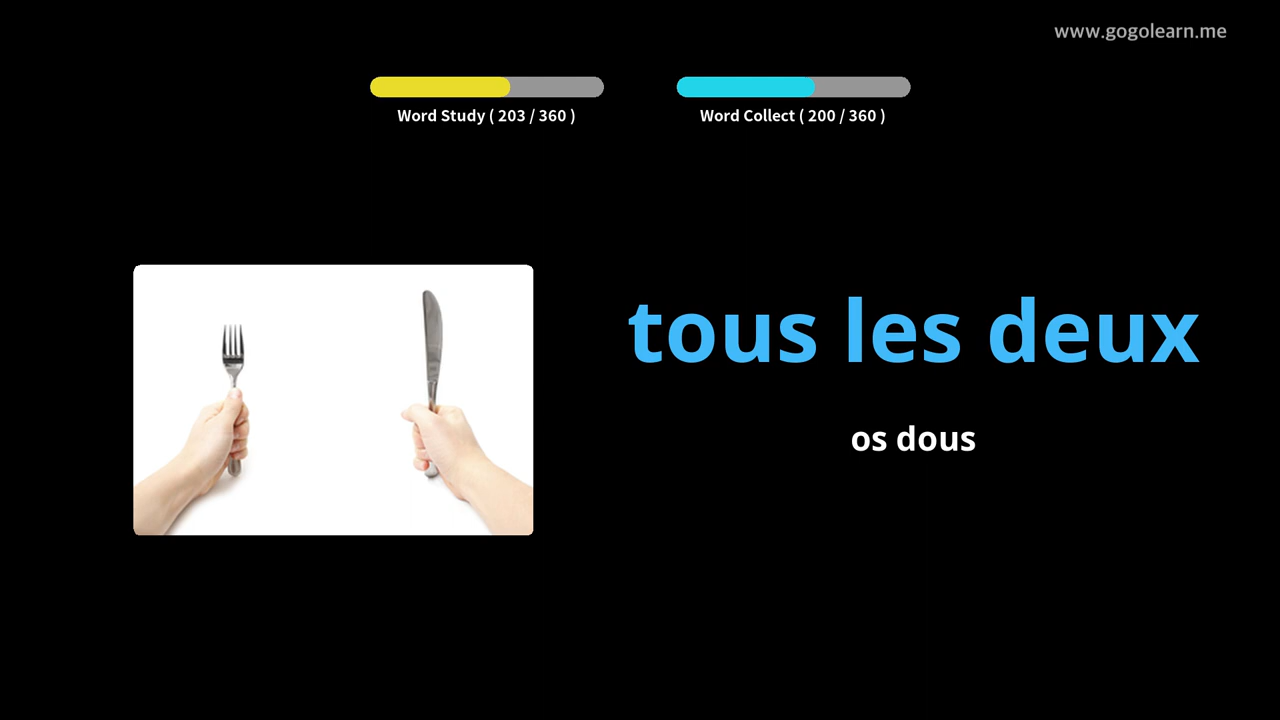 www.gogolearn.me
Word Study ( 203 / 360 )
Word Collect ( 200 / 360 )
tous les deux
os dous